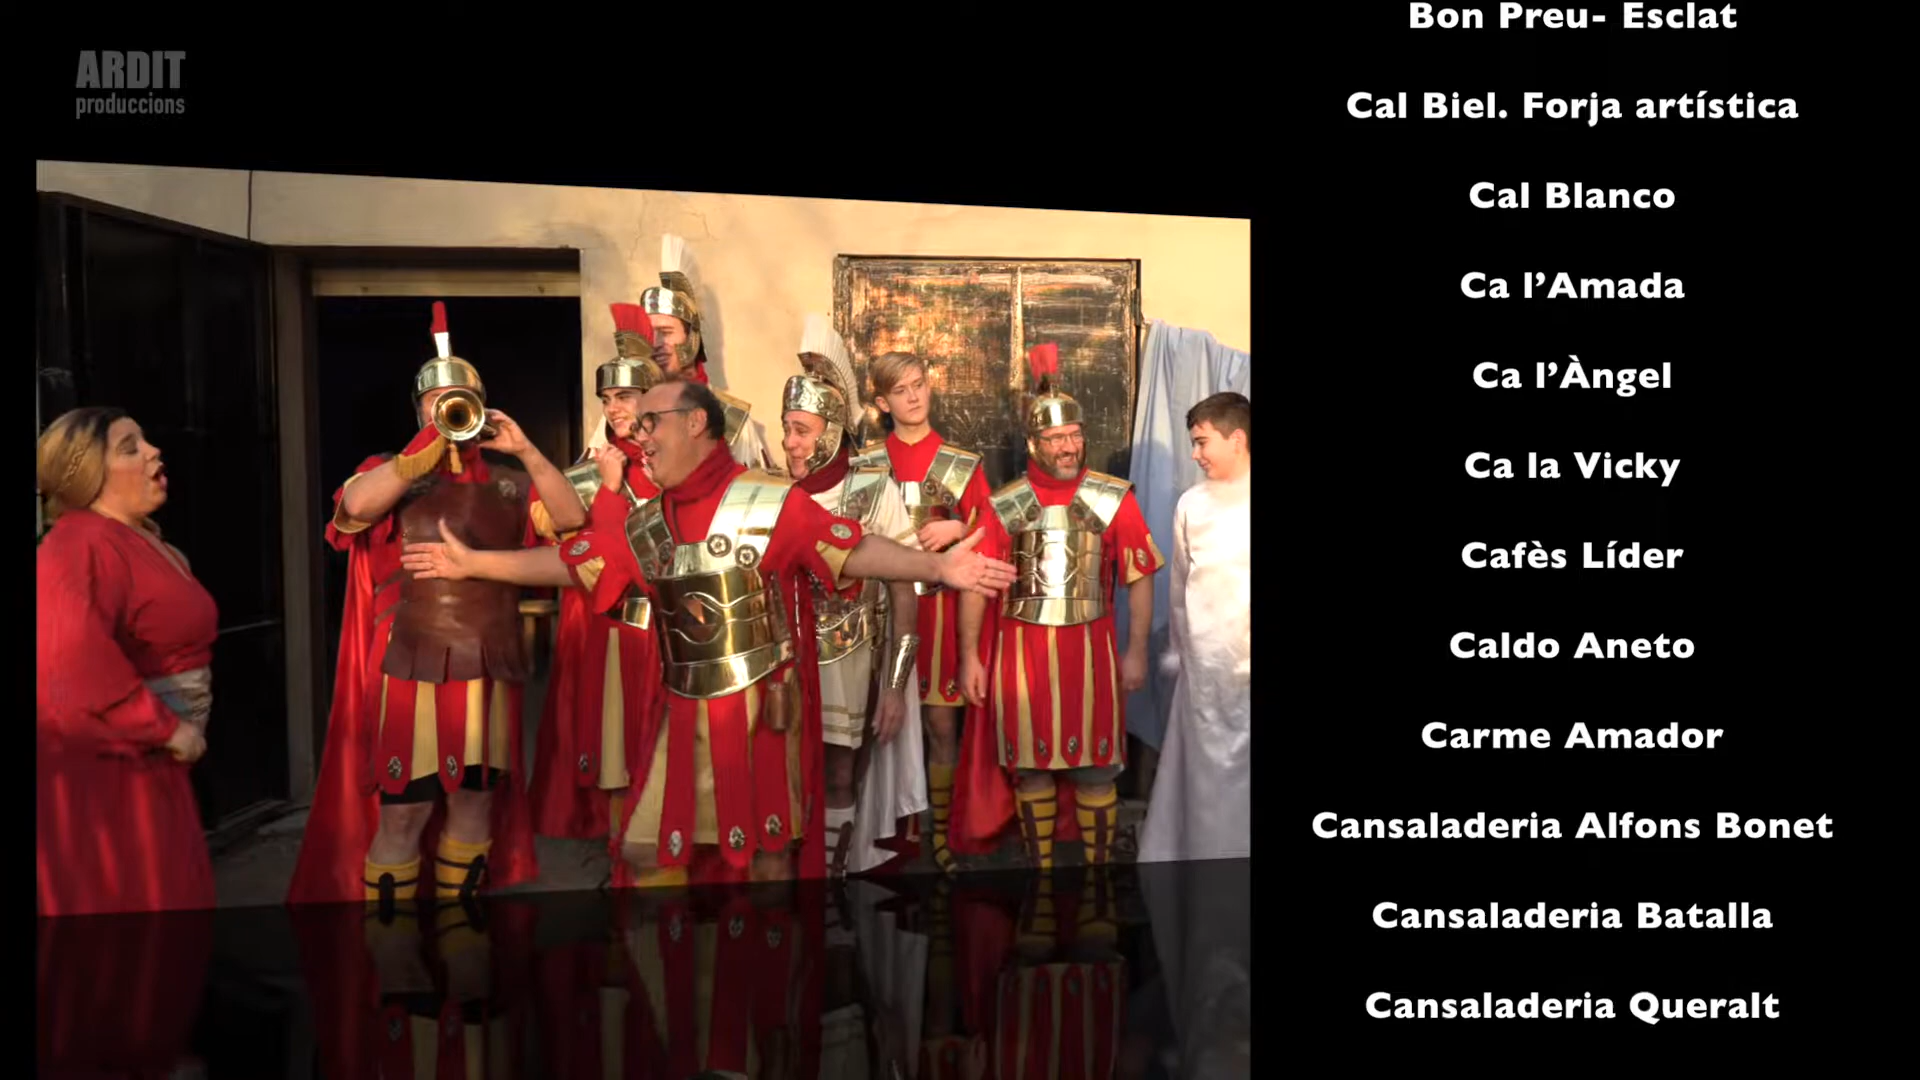 ARDIT
produccions
Bon Preu- Esclat
Cal Biel. Forja artística
Cal Blanco
Ca l’Amada
Ca l’Àngel
Ca la Vicky
Cafès Líder
Caldo Aneto
Carme Amador
Cansaladeria Alfons Bonet
Cansaladeria Batalla
Cansaladeria Queralt